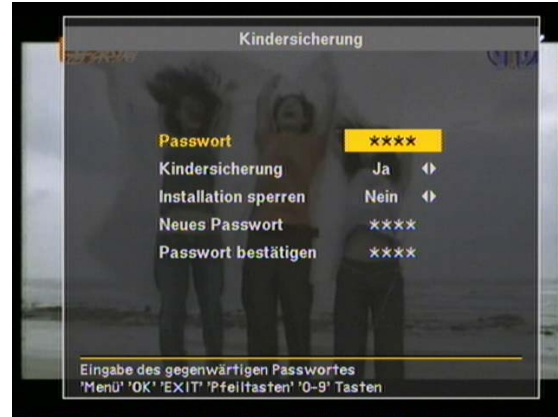 Kindersicherung
Passwort ****
Kindersicherung Ja
Installation sperren Nein
Neues Passwort ****
Passwort bestätigen ****
Eingabe des gegenwärtigen Passwortes
'Menü' 'OK' 'EXIT' 'Pfeiltasten' '0-9' Tasten